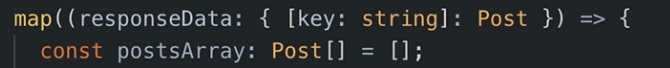 map((responseData: { [key: string]: Post }) => {
const postsArray: Post[] = [];